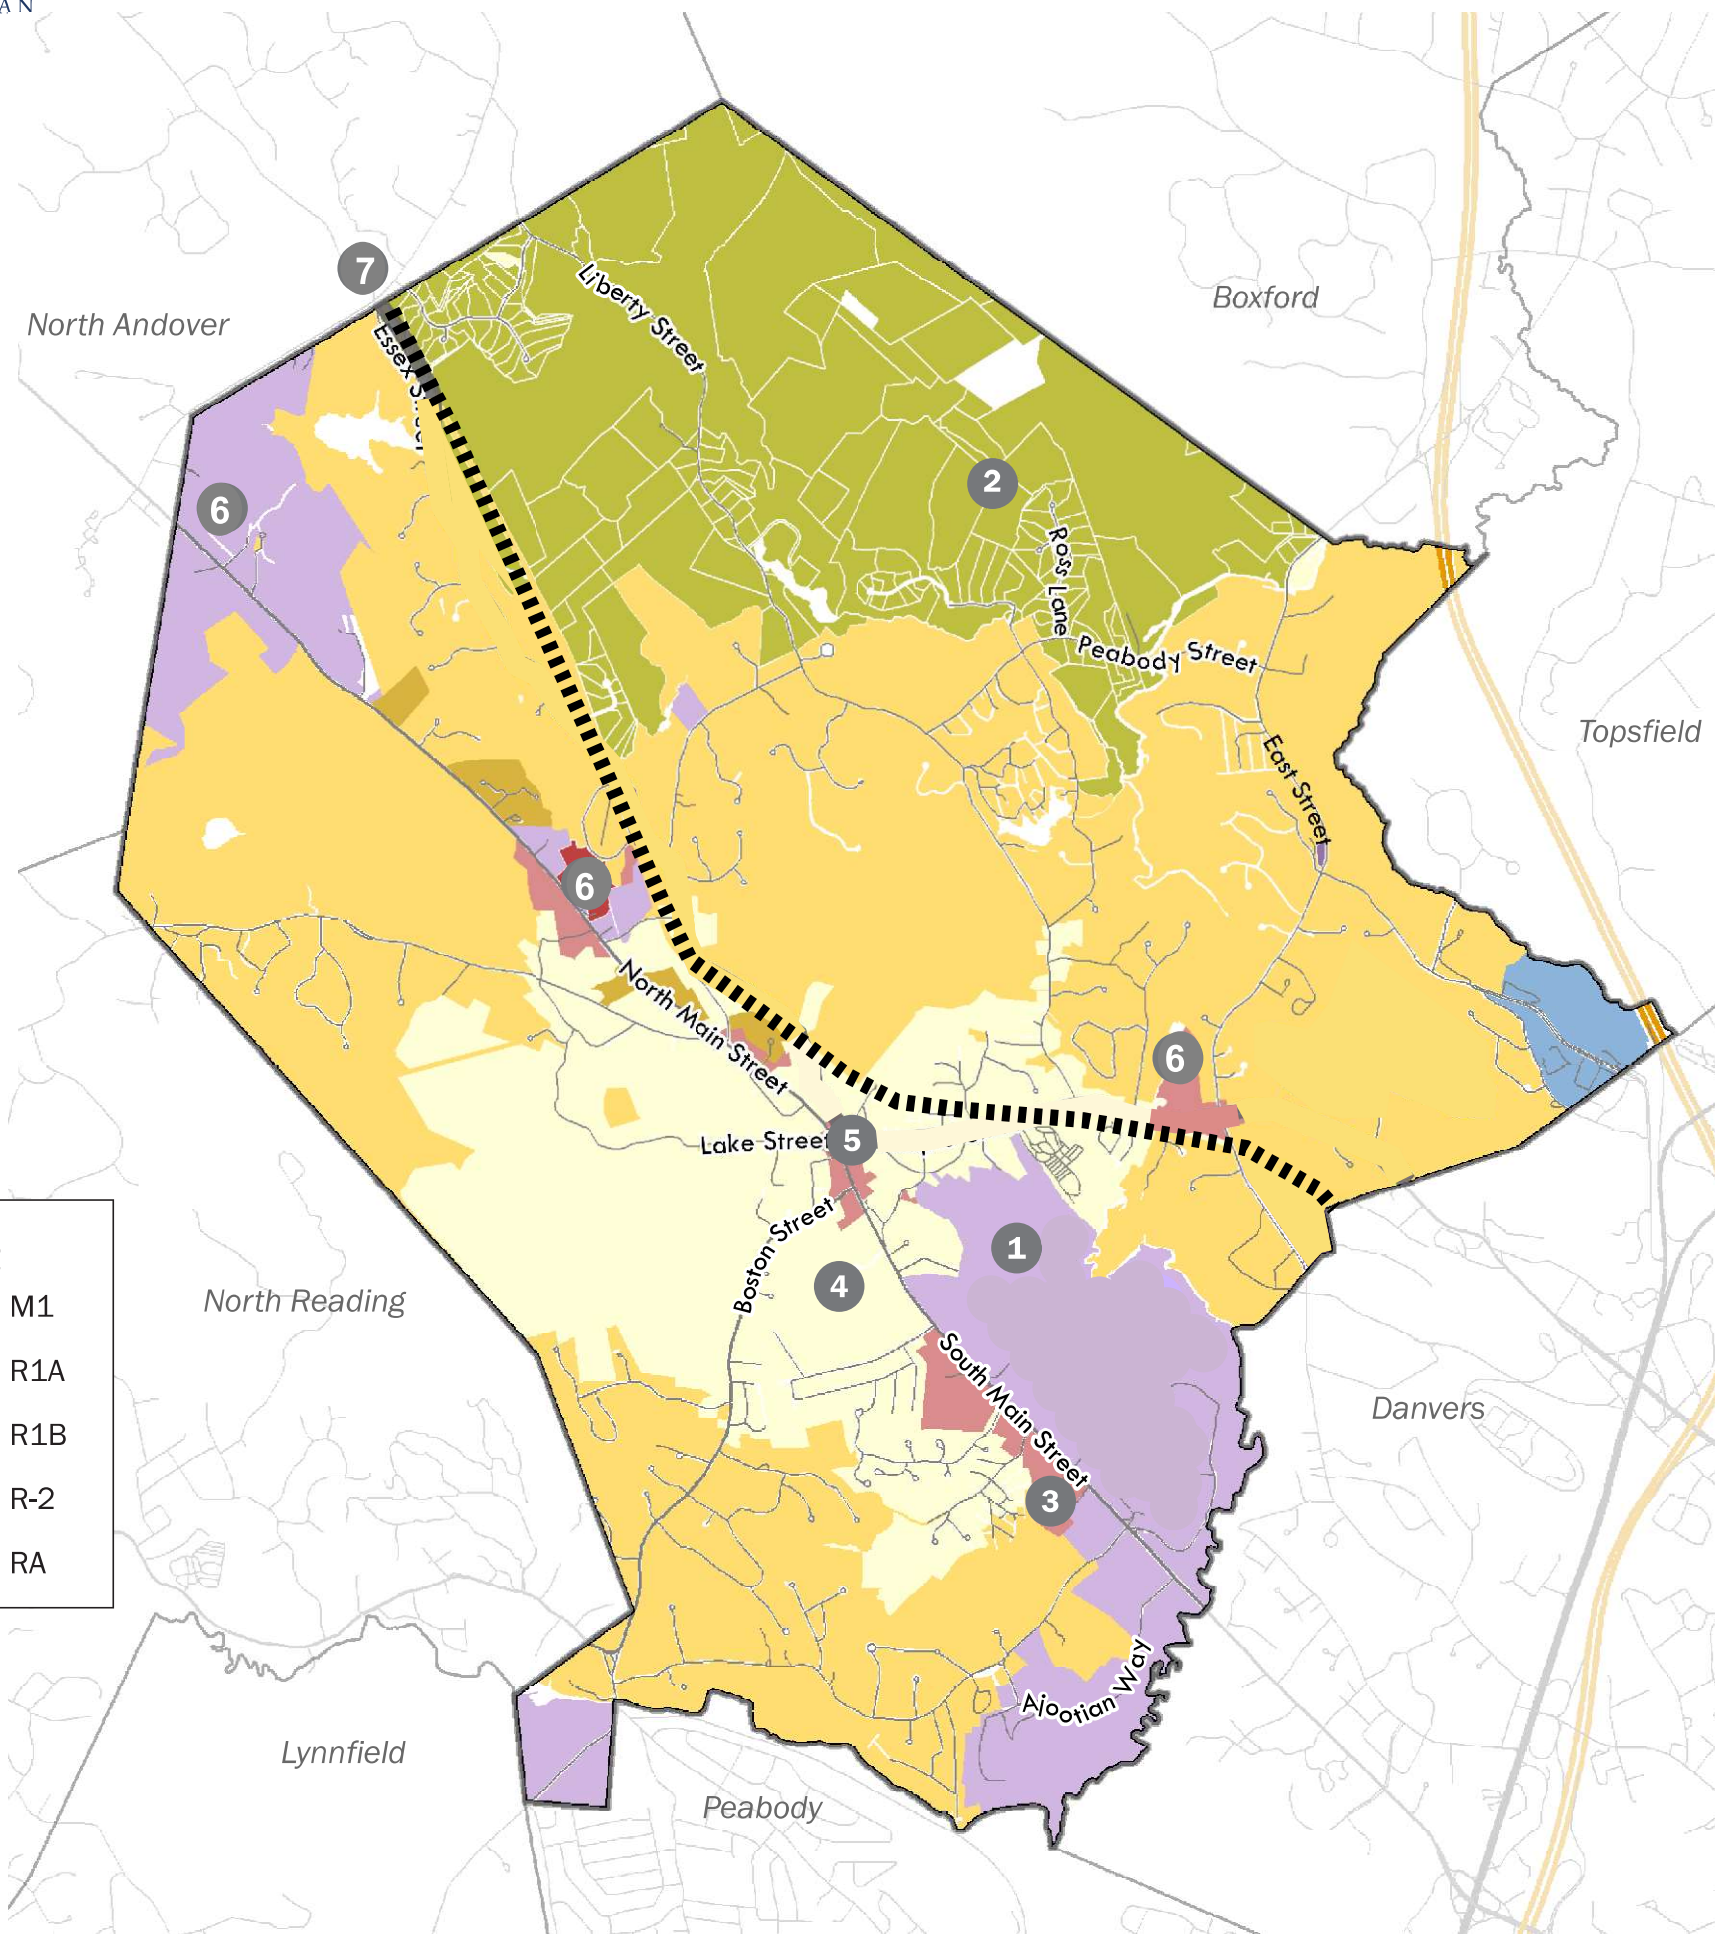 AN
7
Boxford
North Andover
Liberty Street
Essex
2
6
Ross Lane
Peabody Street
Topsfield
East Street
6
North Main Street
6
Lake Street
5
Boston Street
1
4
M1
R1A
R1B
R-2
RA
North Reading
South Main Street
Danvers
3
Ajootian Way
Lynnfield
Peabody